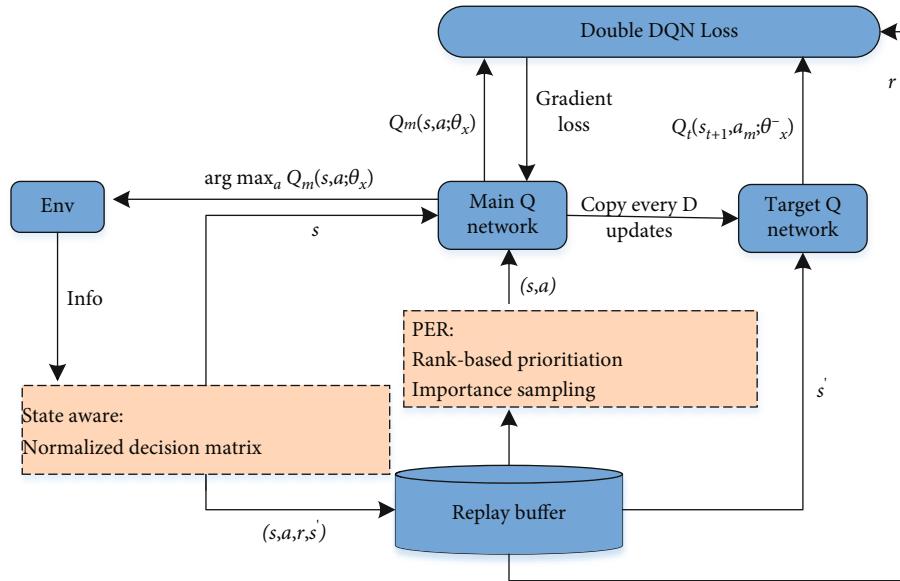 Double DQN Loss
r
Qm(s,a;θx)
Gradient
loss
Qt(st+1,am;θ−x)
arg maxa Qm(s,a;θx)
Env
Main Q
network
Copy every D
updates
Target Q
network
s
Info
(s,a)
PER:
Rank-based prioritiation
Importance sampling
s'
State aware:
Normalized decision matrix
(s,a,r,s')
Replay buffer